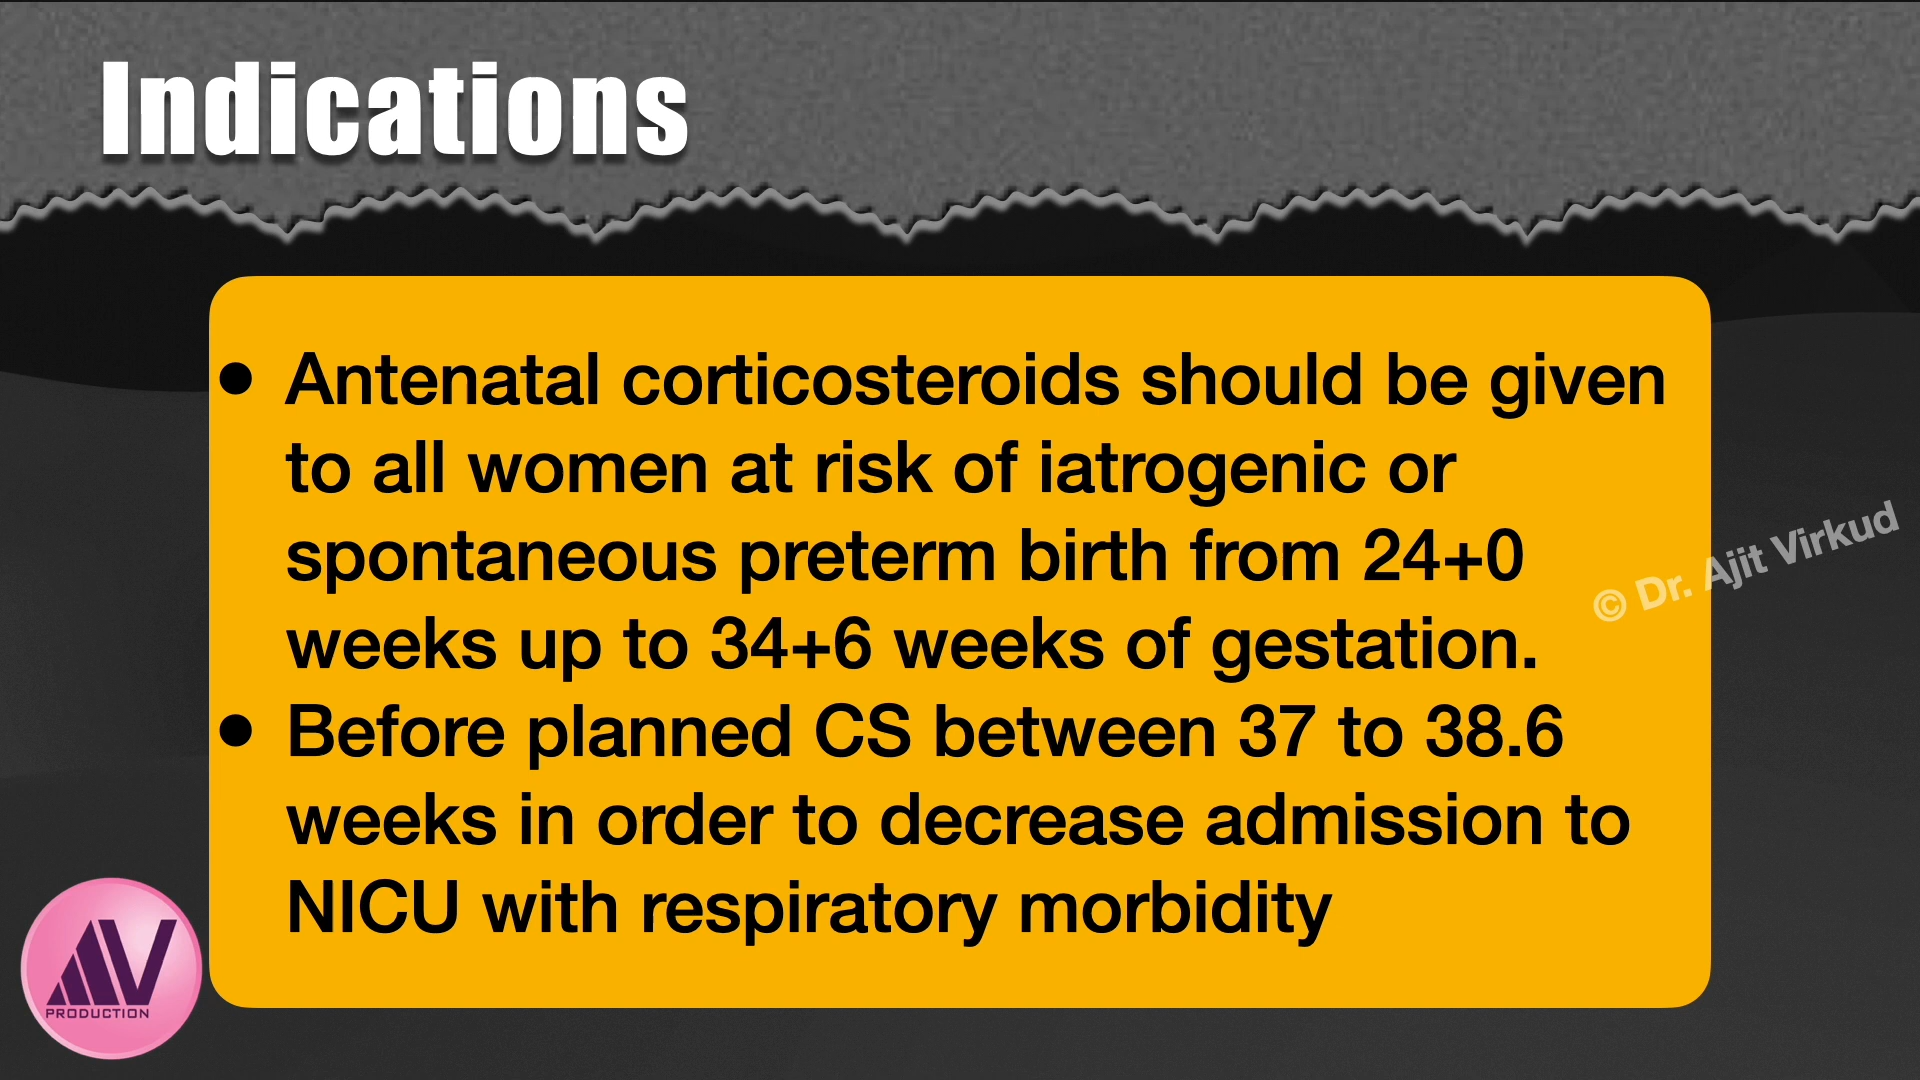 Indications
• Antenatal corticosteroids should be given
to all women at risk of iatrogenic or
spontaneous preterm birth from 24+0
weeks up to 34+6 weeks of gestation.
• Before planned CS between 37 to 38.6
weeks in order to decrease admission to
NICU with respiratory morbidity
© Dr. Ajit Virkud
AV
PRODUCTION